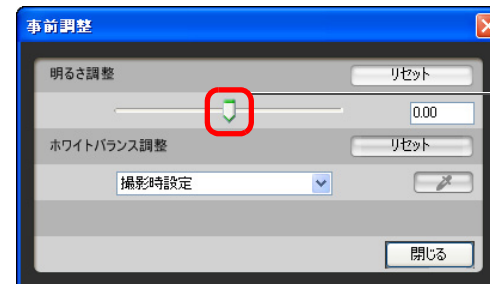 事前調整
明るさ調整 リセット
0.00
ホワイトバランス調整 リセット
撮影時設定
閉じる